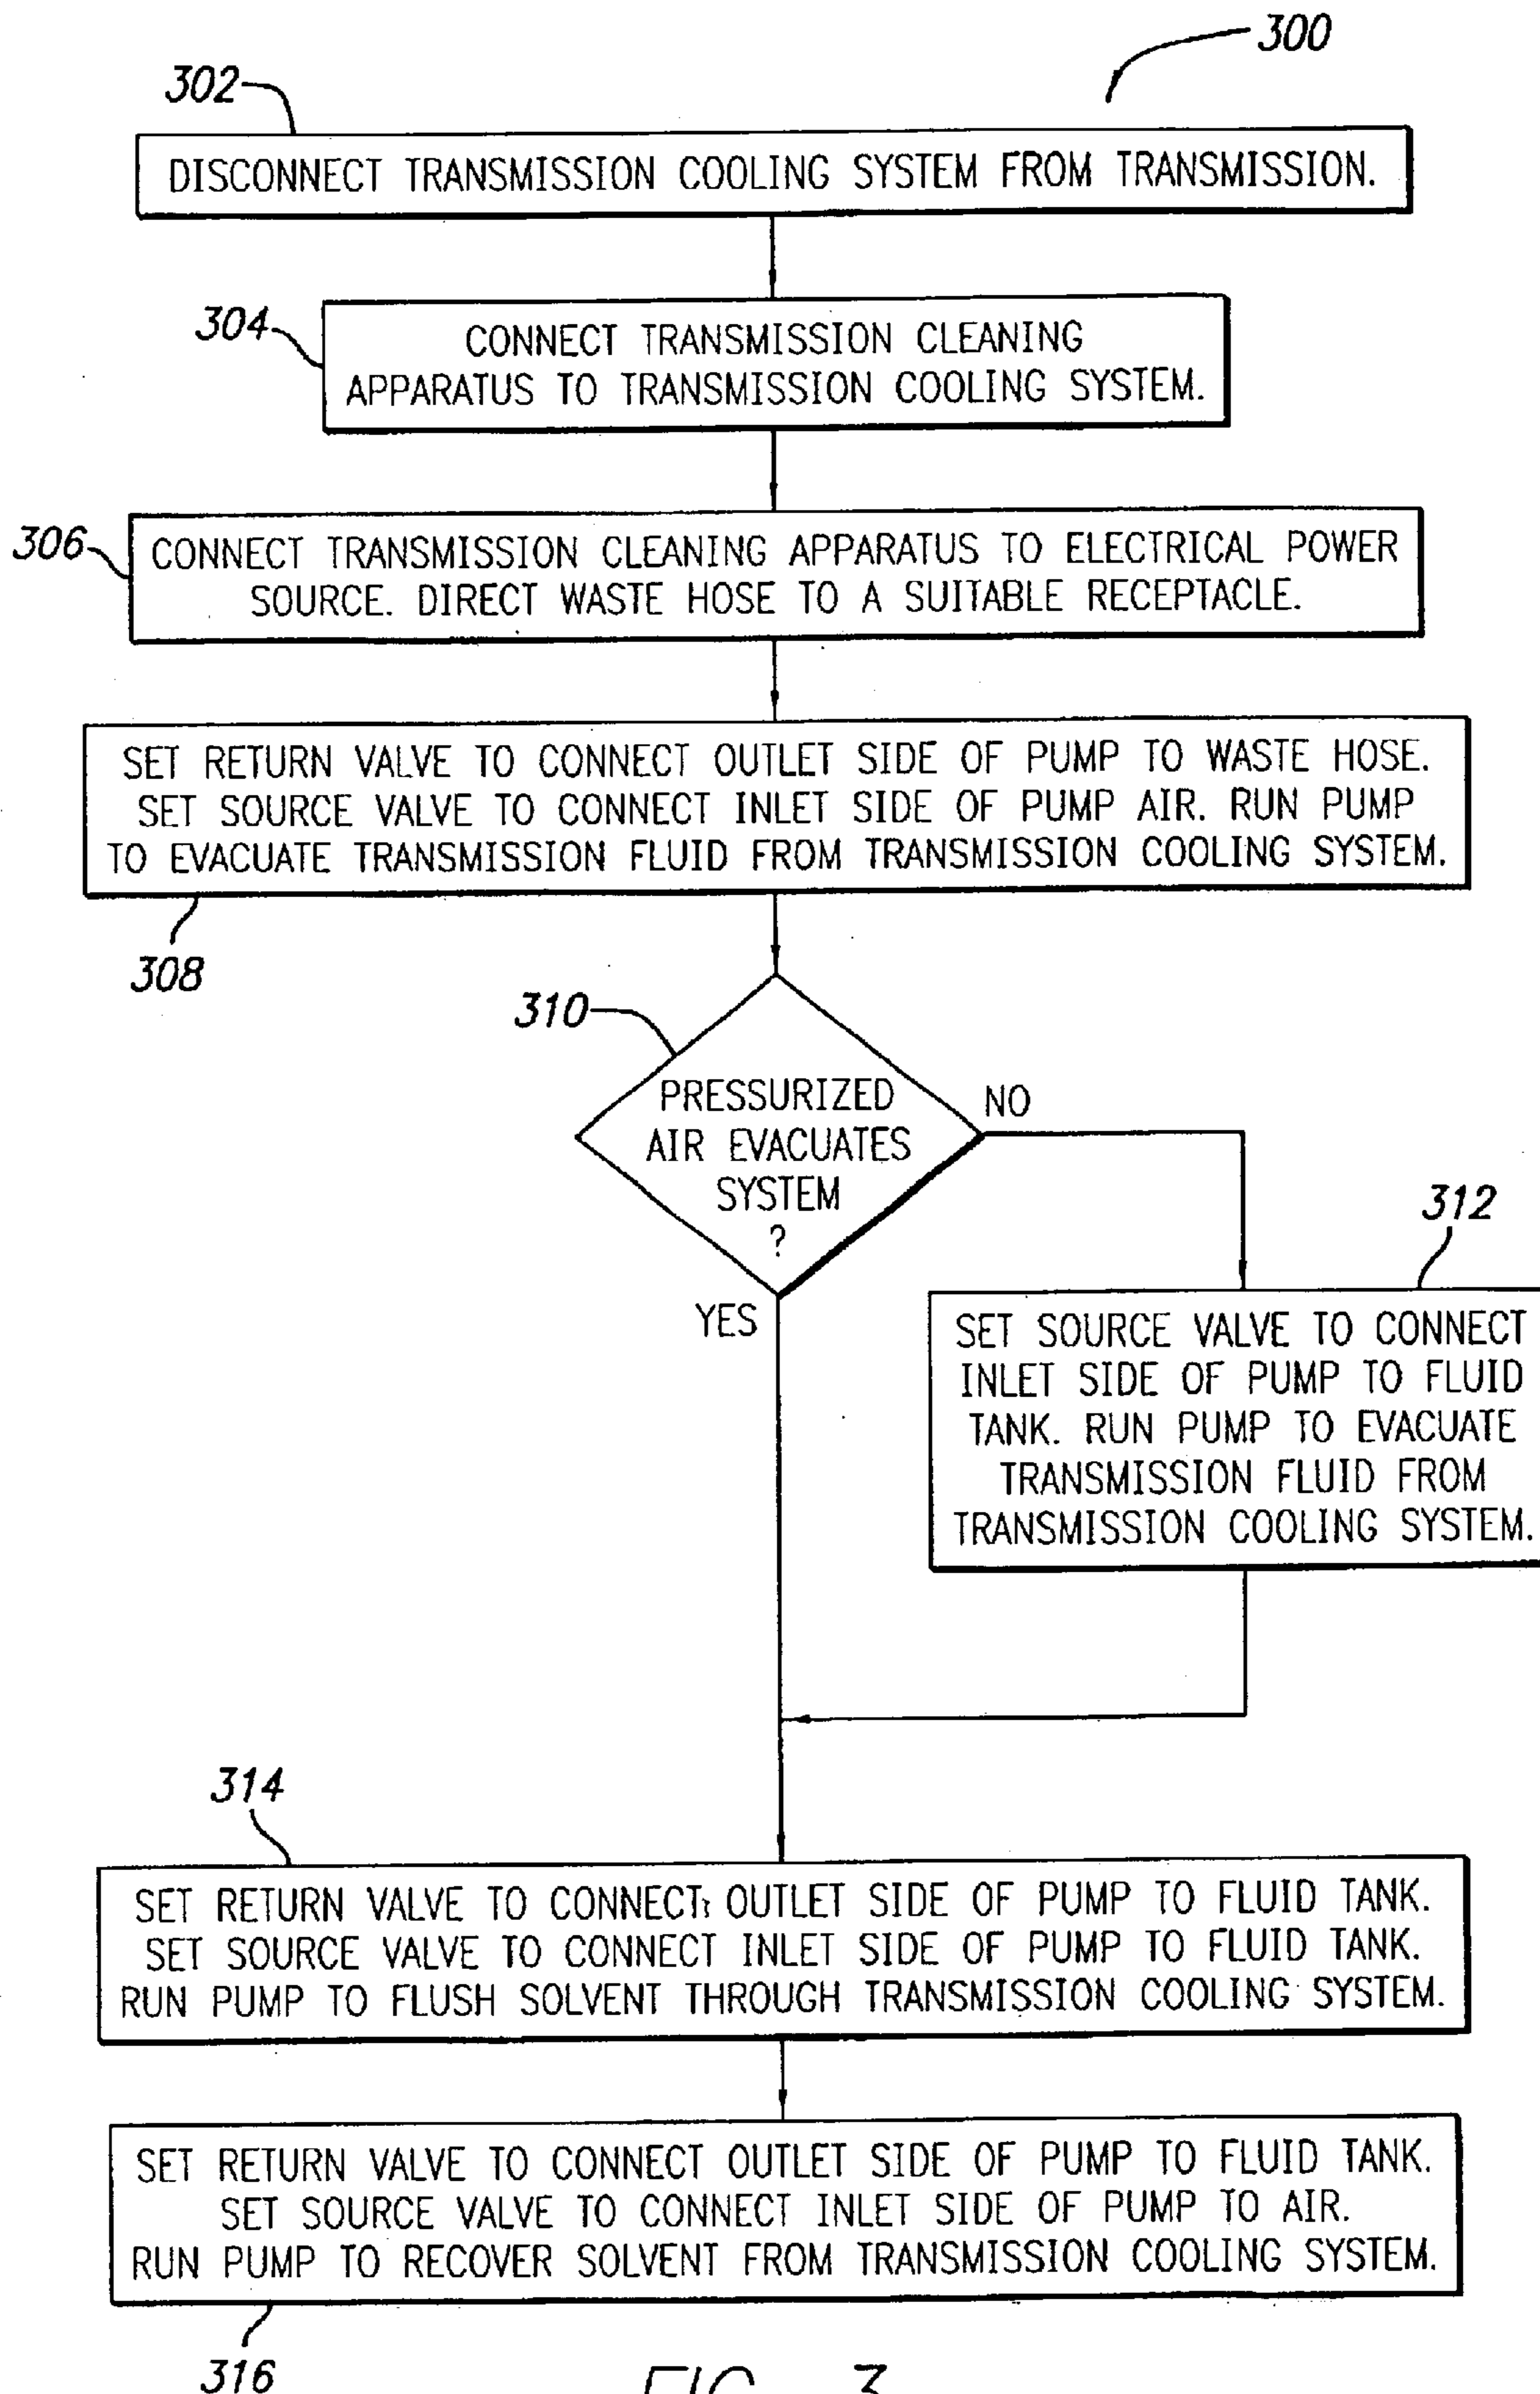 300
302
DISCONNECT TRANSMISSION COOLING SYSTEM FROM TRANSMISSION.
304
CONNECT TRANSMISSION CLEANING
APPARATUS TO TRANSMISSION COOLING SYSTEM.
306
CONNECT TRANSMISSION CLEANING APPARATUS TO ELECTRICAL POWER
SOURCE. DIRECT WASTE HOSE TO A SUITABLE RECEPTACLE.
SET RETURN VALVE TO CONNECT OUTLET SIDE OF PUMP TO WASTE HOSE.
SET SOURCE VALVE TO CONNECT INLET SIDE OF PUMP AIR. RUN PUMP
TO EVACUATE TRANSMISSION FLUID FROM TRANSMISSION COOLING SYSTEM.
308
310
PRESSURIZED
AIR EVACUATES
SYSTEM
?
NO
YES
312
SET SOURCE VALVE TO CONNECT
INLET SIDE OF PUMP TO FLUID
TANK. RUN PUMP TO EVACUATE
TRANSMISSION FLUID FROM
TRANSMISSION COOLING SYSTEM.
314
SET RETURN VALVE TO CONNECT OUTLET SIDE OF PUMP TO FLUID TANK.
SET SOURCE VALVE TO CONNECT INLET SIDE OF PUMP TO FLUID TANK.
RUN PUMP TO FLUSH SOLVENT THROUGH TRANSMISSION COOLING SYSTEM.
SET RETURN VALVE TO CONNECT OUTLET SIDE OF PUMP TO FLUID TANK.
SET SOURCE VALVE TO CONNECT INLET SIDE OF PUMP TO AIR.
RUN PUMP TO RECOVER SOLVENT FROM TRANSMISSION COOLING SYSTEM.
316
FIG. 3